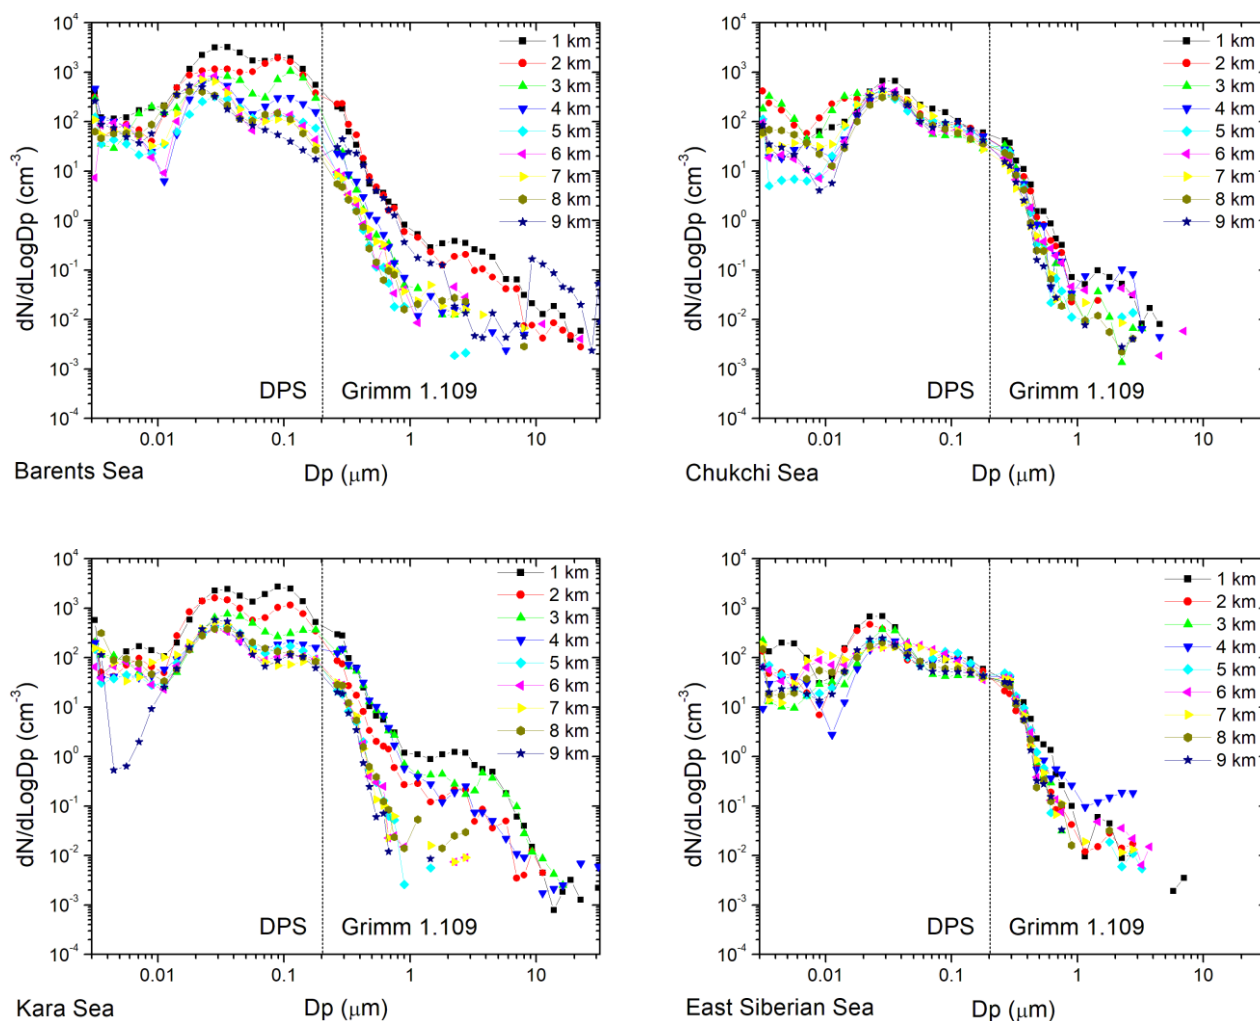 dN/dLogDp (cm⁻³)
10⁴
10³
10²
10¹
10⁰
10⁻¹
10⁻²
10⁻³
10⁻⁴
1 km
2 km
3 km
4 km
5 km
6 km
7 km
8 km
9 km
DPS Grimm 1.109
0.01 0.1 1 10
Barents Sea Dp (μm)
dN/dLogDp (cm⁻³)
10⁴
10³
10²
10¹
10⁰
10⁻¹
10⁻²
10⁻³
10⁻⁴
1 km
2 km
3 km
4 km
5 km
6 km
7 km
8 km
9 km
DPS Grimm 1.109
0.01 0.1 1 10
Chukchi Sea Dp (μm)
dN/dLogDp (cm⁻³)
10⁴
10³
10²
10¹
10⁰
10⁻¹
10⁻²
10⁻³
10⁻⁴
1 km
2 km
3 km
4 km
5 km
6 km
7 km
8 km
9 km
DPS Grimm 1.109
0.01 0.1 1 10
Kara Sea Dp (μm)
dN/dLogDp (cm⁻³)
10⁴
10³
10²
10¹
10⁰
10⁻¹
10⁻²
10⁻³
10⁻⁴
1 km
2 km
3 km
4 km
5 km
6 km
7 km
8 km
9 km
DPS Grimm 1.109
0.01 0.1 1 10
East Siberian Sea Dp (μm)